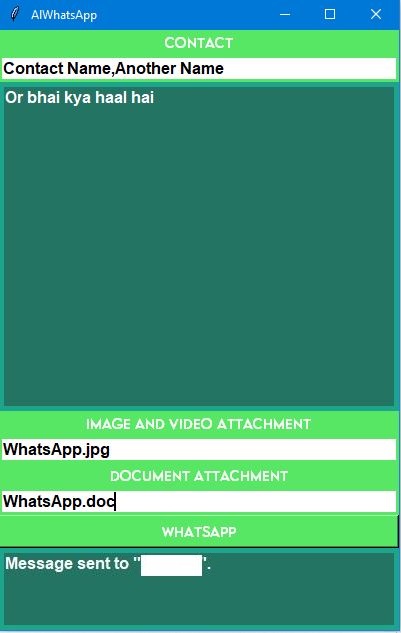 AIWhatsApp
CONTACT
Contact Name,Another Name
Or bhai kya haal hai
IMAGE AND VIDEO ATTACHMENT
WhatsApp.jpg
DOCUMENT ATTACHMENT
WhatsApp.doc
WHATSAPP
Message sent to " ".